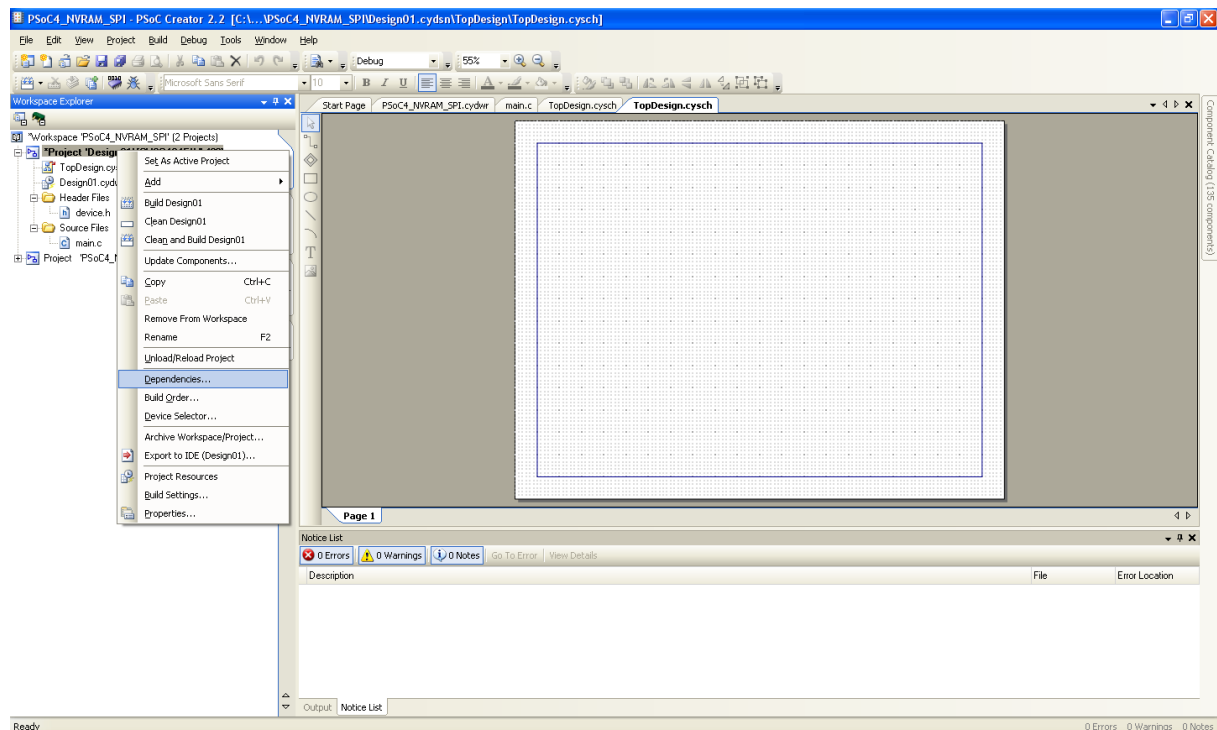 PSoC4_NVRAM_SPI - PSoC Creator 2.2 [C:\...\PSoC4_NVRAM_SPI\Design01.cydsn\TopDesign\TopDesign.cysch]
File Edit View Project Build Debug Tools Window Help
Debug 55%
Microsoft Sans Serif 10 B I U A
Workspace Explorer
Start Page PSoC4_NVRAM_SPI.cydwr main.c TopDesign.cysch TopDesign.cysch
Workspace 'PSoC4_NVRAM_SPI' (2 Projects)
Project 'Design
TopDesign.cy
Design01.cyd
Header Files
device.h
Source Files
main.c
Project 'PSoC4_
Set As Active Project
Add
Build Design01
Clean Design01
Clean and Build Design01
Update Components...
Copy Ctrl+C
Paste Ctrl+V
Remove From Workspace
Rename F2
Unload/Reload Project
Dependencies...
Build Order...
Device Selector...
Archive Workspace/Project...
Export to IDE (Design01)...
Project Resources
Build Settings...
Properties...
T
Component Catalog (135 components)
Page 1
Notice List
0 Errors 0 Warnings 0 Notes Go To Error View Details
Description File Error Location
Output Notice List
Ready 0 Errors 0 Warnings 0 Notes